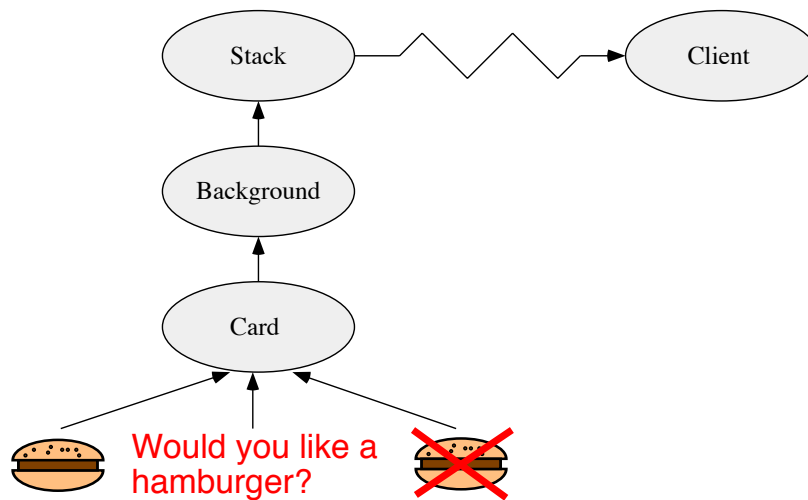 Stack
Client
Background
Card
Would you like a
hamburger?